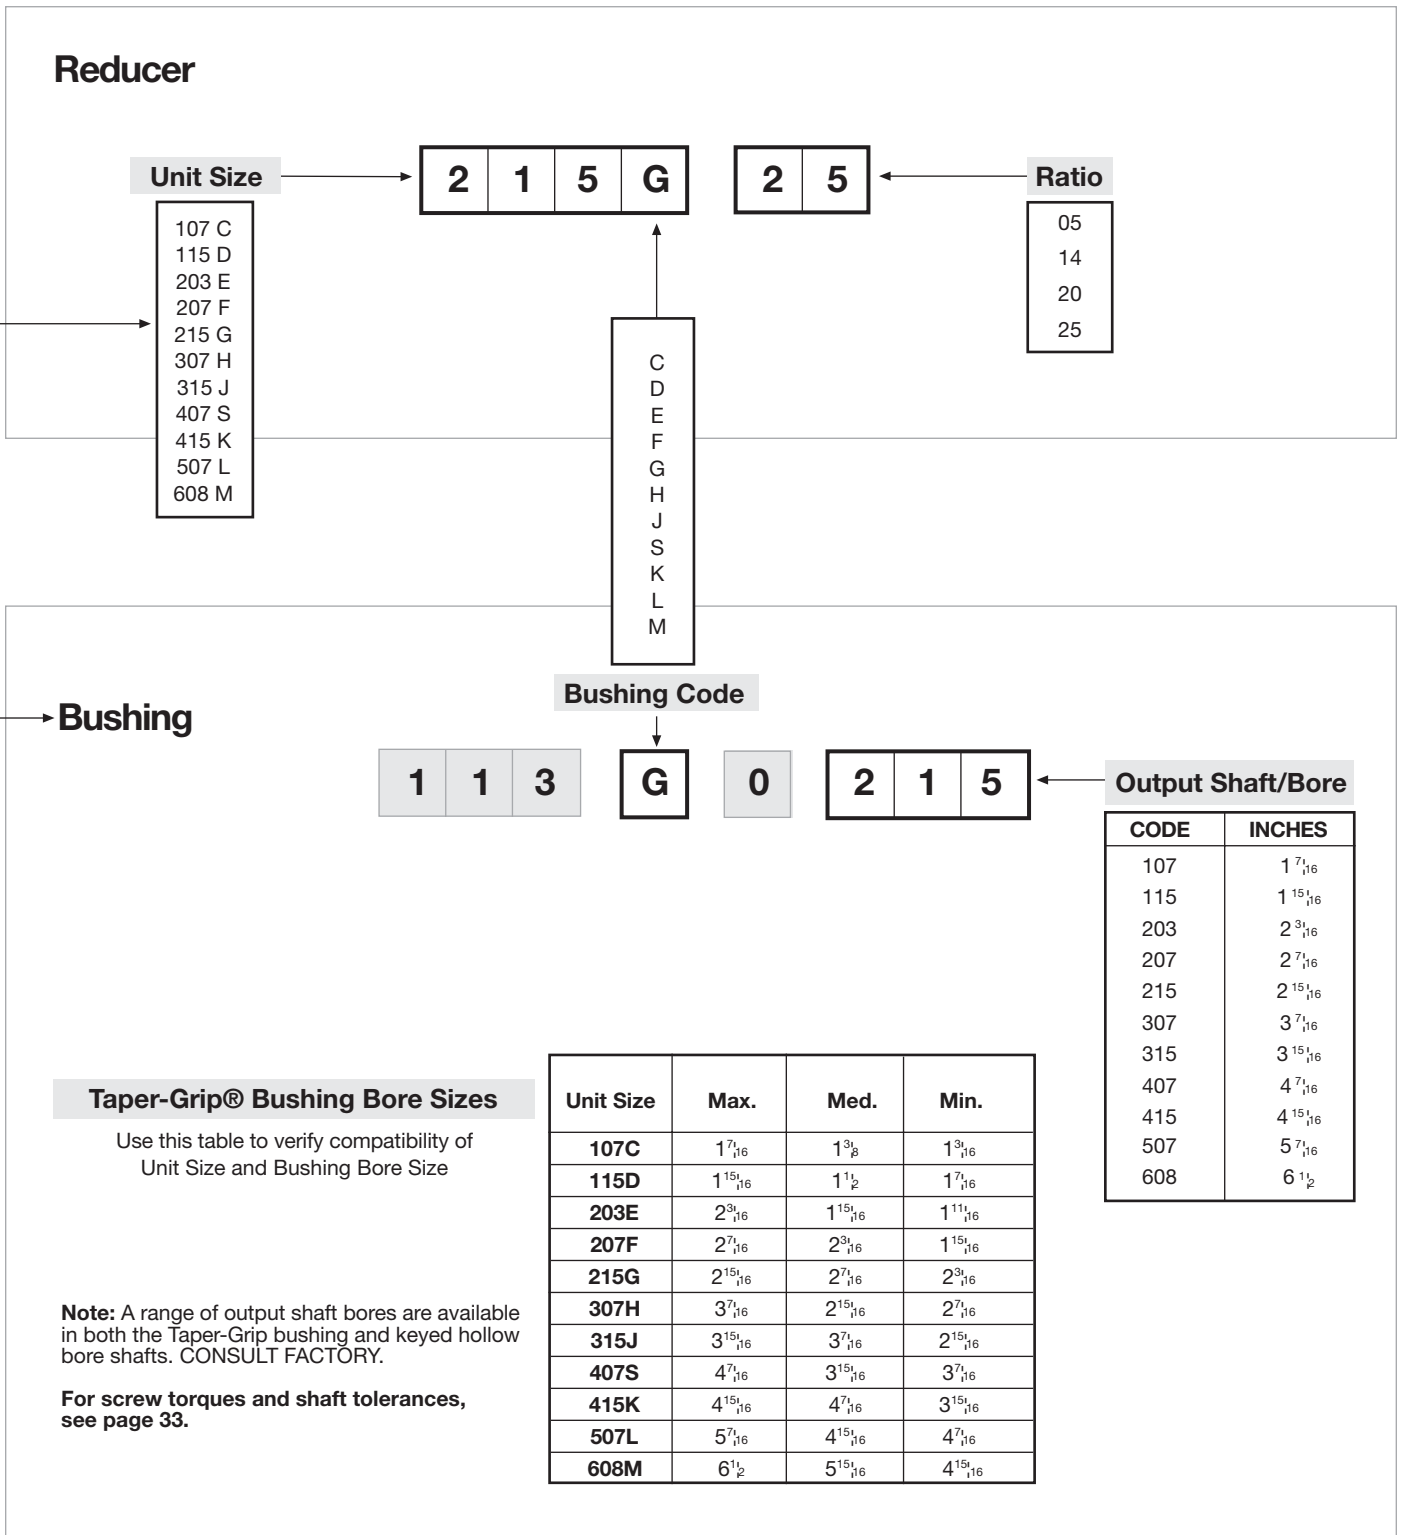 Reducer
Unit Size
2 1 5 G 2 5
Ratio
107 C
115 D
203 E
207 F
215 G
307 H
315 J
407 S
415 K
507 L
608 M
05
14
20
25
C
D
E
F
G
H
J
S
K
L
M
Bushing Code
Bushing
1 1 3 G 0 2 1 5
Output Shaft/Bore
CODE INCHES
107 1 7/16
115 1 15/16
203 2 3/16
207 2 7/16
215 2 15/16
307 3 7/16
315 3 15/16
407 4 7/16
415 4 15/16
507 5 7/16
608 6 1/2
Taper-Grip® Bushing Bore Sizes
Use this table to verify compatibility of
Unit Size and Bushing Bore Size
Unit Size Max. Med. Min.
107C 1 7/16 1 3/8 1 3/16
115D 1 15/16 1 1/2 1 7/16
203E 2 3/16 1 15/16 1 11/16
207F 2 7/16 2 3/16 1 15/16
215G 2 15/16 2 7/16 2 3/16
307H 3 7/16 2 15/16 2 7/16
315J 3 15/16 3 7/16 2 15/16
407S 4 7/16 3 15/16 3 7/16
415K 4 15/16 4 7/16 3 15/16
507L 5 7/16 4 15/16 4 7/16
608M 6 1/2 5 15/16 4 15/16
Note: A range of output shaft bores are available
in both the Taper-Grip bushing and keyed hollow
bore shafts. CONSULT FACTORY.
For screw torques and shaft tolerances,
see page 33.